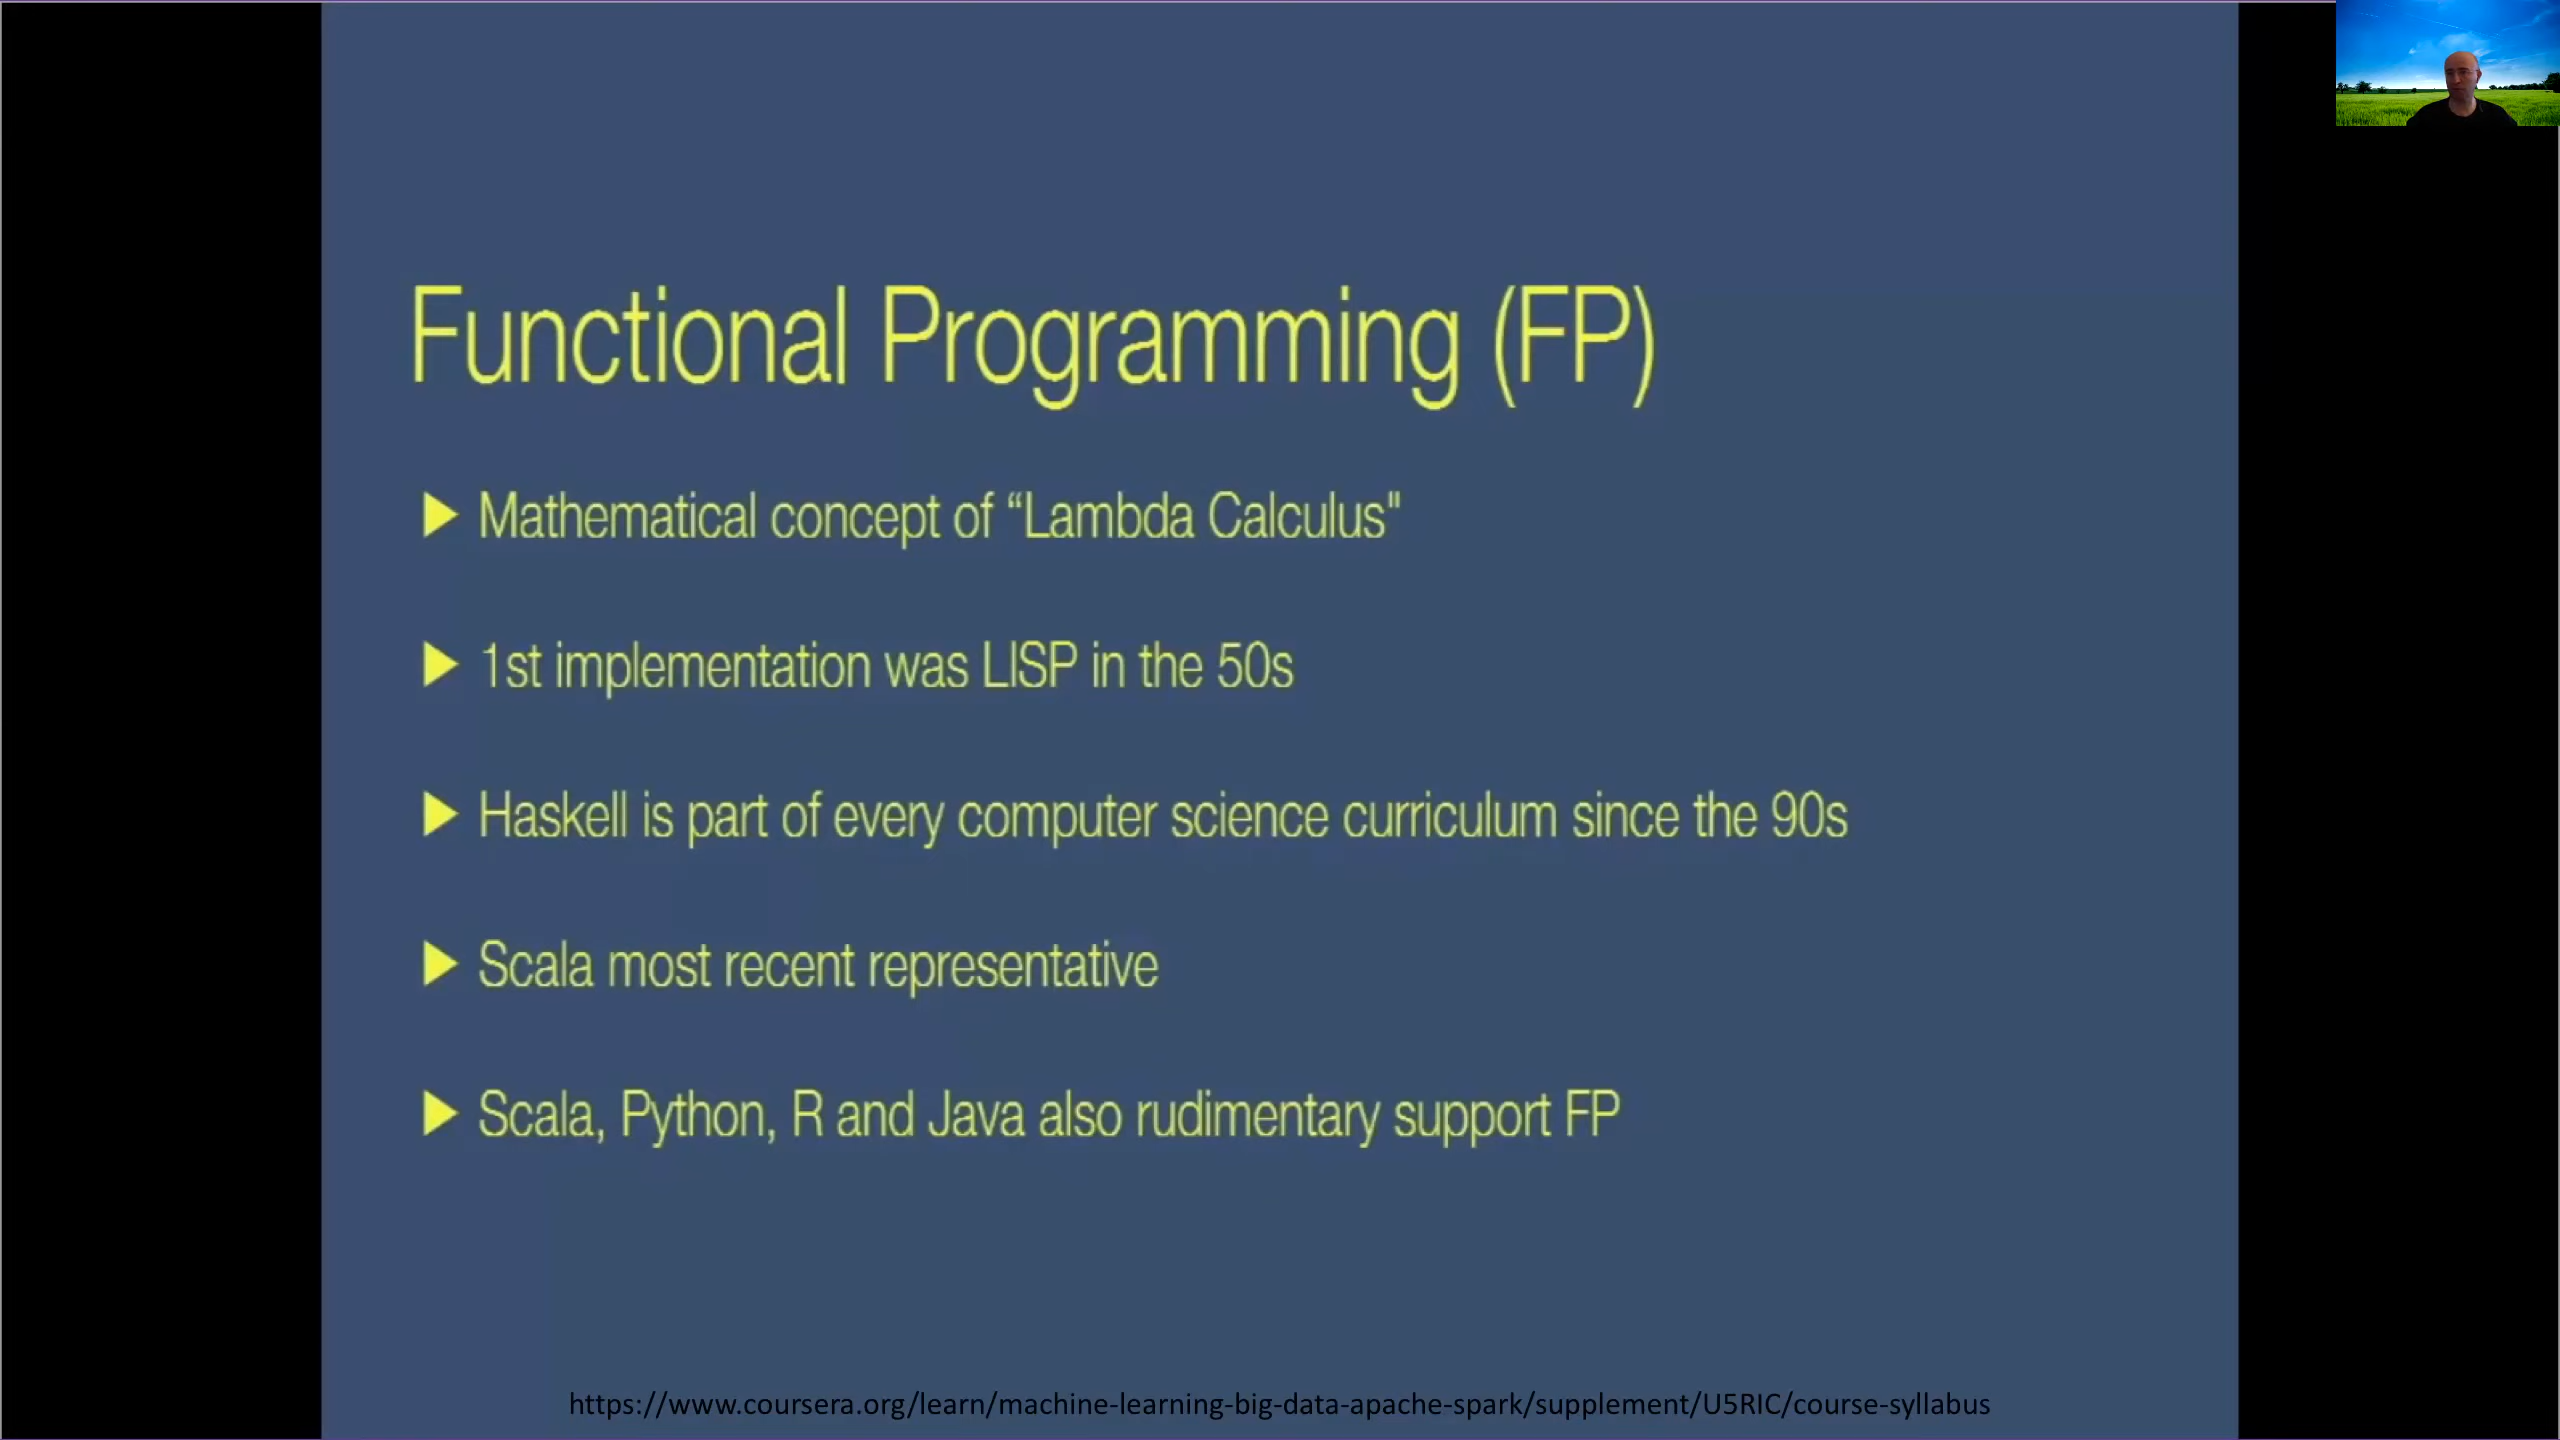 Functional Programming (FP)
▶ Mathematical concept of “Lambda Calculus"
▶ 1st implementation was LISP in the 50s
▶ Haskell is part of every computer science curriculum since the 90s
▶ Scala most recent representative
▶ Scala, Python, R and Java also rudimentary support FP
https://www.coursera.org/learn/machine-learning-big-data-apache-spark/supplement/U5RIC/course-syllabus